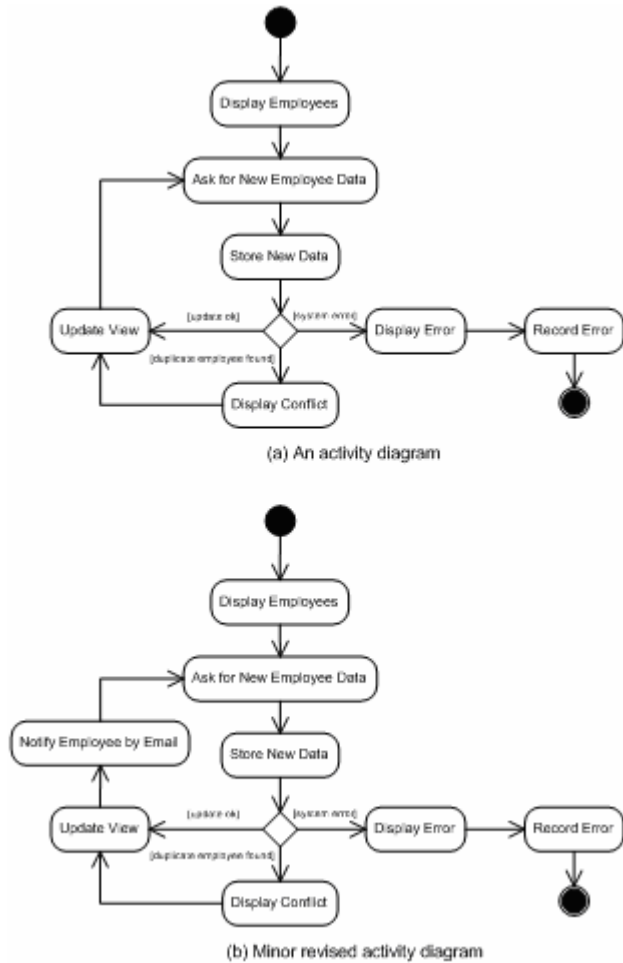 Display Employees
Ask for New Employee Data
Store New Data
[update ok]
[system error]
Update View
Display Error
Record Error
[duplicate employee found]
Display Conflict
(a) An activity diagram
Display Employees
Ask for New Employee Data
Notify Employee by Email
Store New Data
[update ok]
[system error]
Update View
Display Error
Record Error
[duplicate employee found]
Display Conflict
(b) Minor revised activity diagram